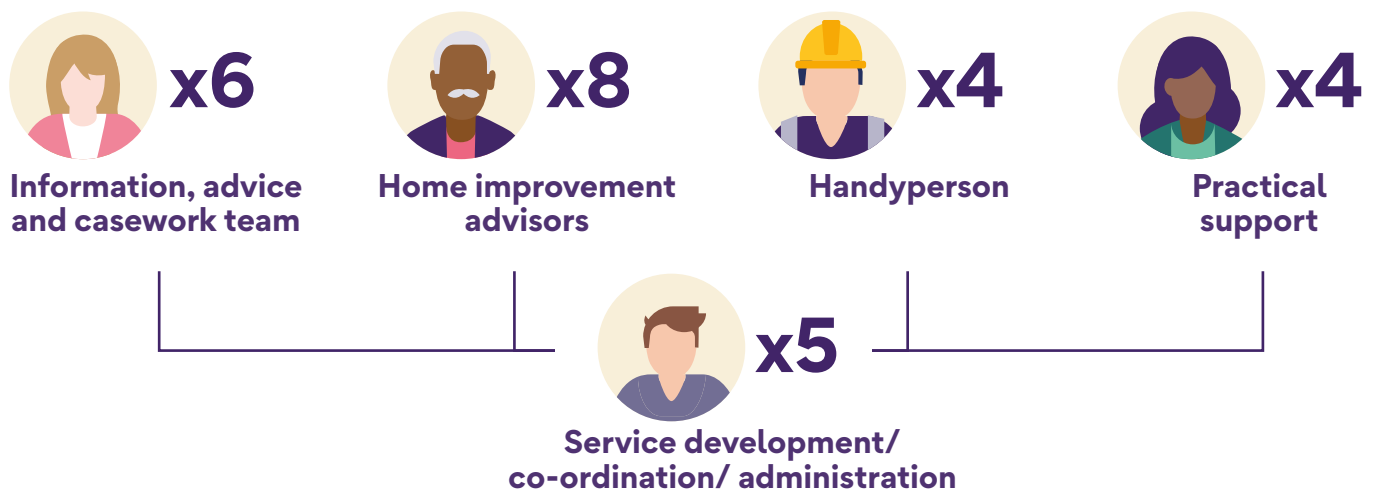 x6
Information, advice
and casework team
x8
Home improvement
advisors
x4
Handyperson
x4
Practical
support
x5
Service development/
co-ordination/ administration